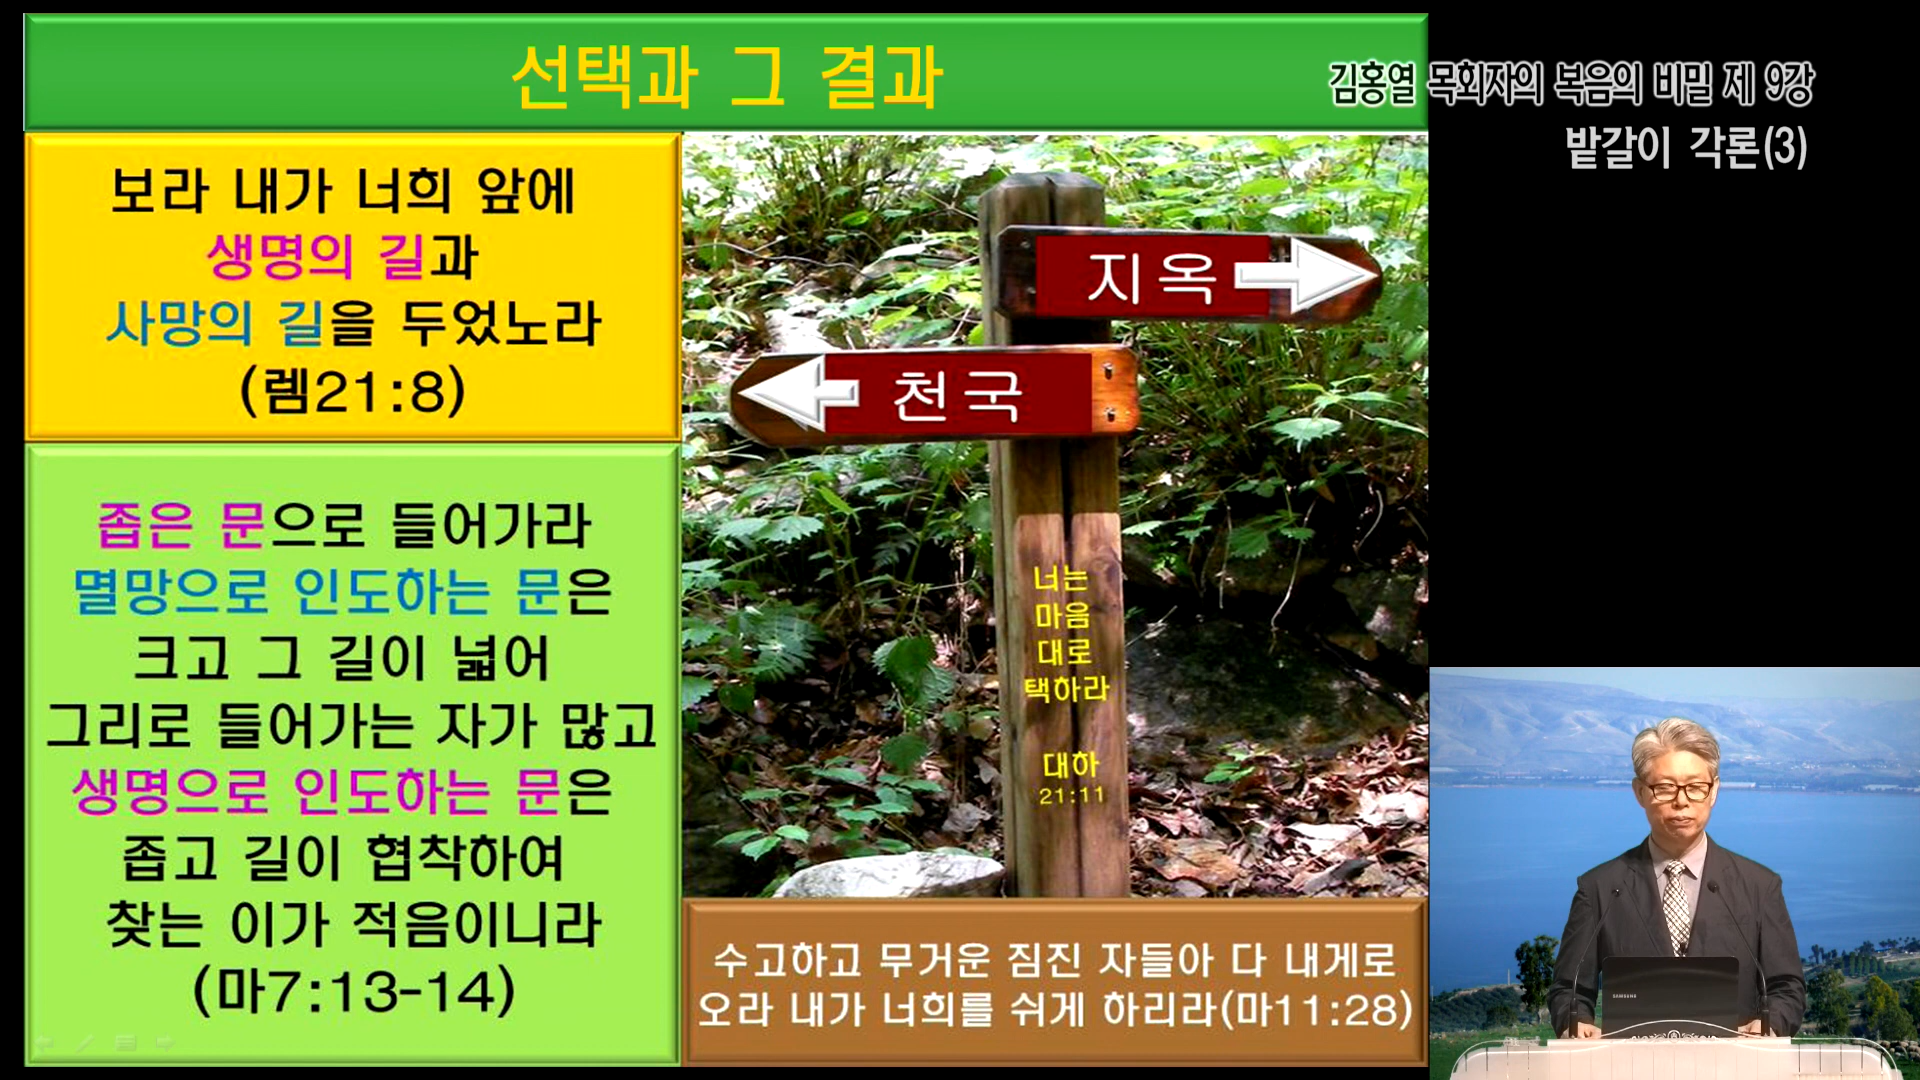 선택과 그 결과
김홍열 목회자의 복음의 비밀 제 9강
밭갈이 각론(3)
보라 내가 너희 앞에
생명의 길과
사망의 길을 두었노라
(렘21:8)
지옥
천국
좁은 문으로 들어가라
멸망으로 인도하는 문은
크고 그 길이 넓어
그리로 들어가는 자가 많고
생명으로 인도하는 문은
좁고 길이 협착하여
찾는 이가 적음이니라
(마7:13-14)
너는
마음
대로
택하라
대하
21:11
수고하고 무거운 짐진 자들아 다 내게로
오라 내가 너희를 쉬게 하리라(마11:28)
SAMSUNG